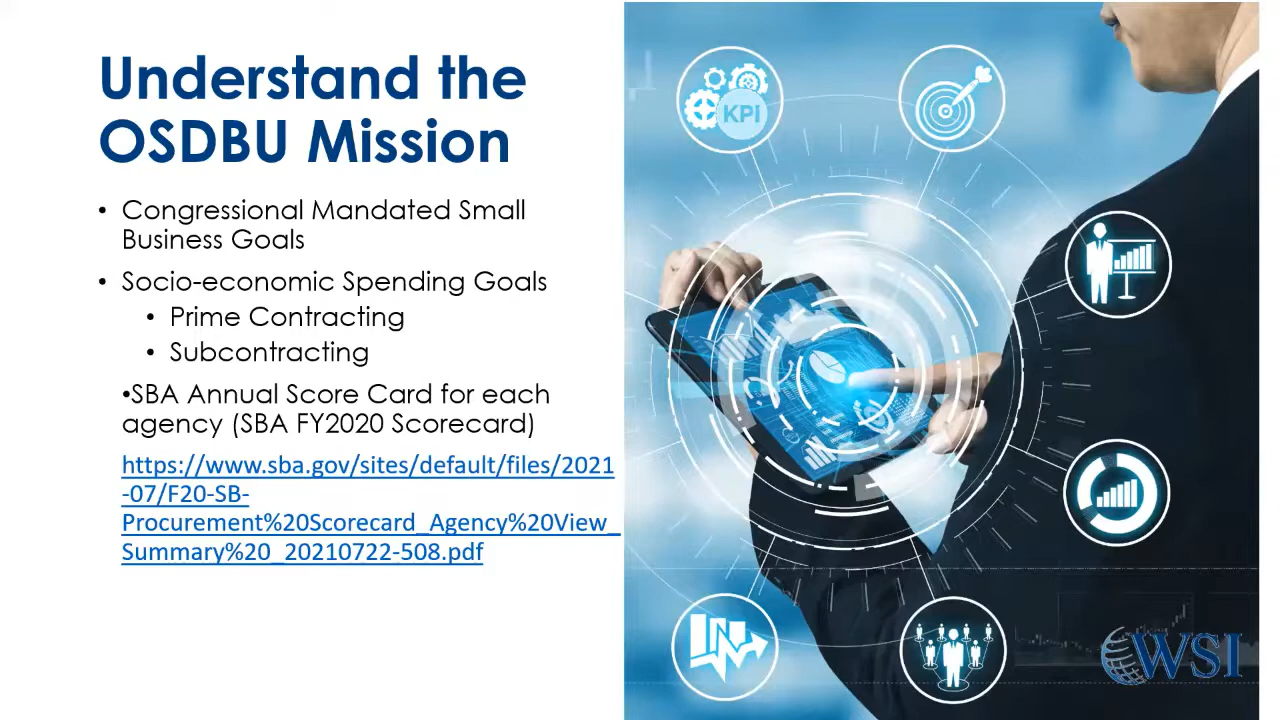 Understand the
OSDBU Mission
• Congressional Mandated Small
Business Goals
• Socio-economic Spending Goals
• Prime Contracting
• Subcontracting
•SBA Annual Score Card for each
agency (SBA FY2020 Scorecard)
https://www.sba.gov/sites/default/files/2021
-07/F20-SB-
Procurement%20Scorecard_Agency%20View_
Summary%20_20210722-508.pdf
KPI
WSI